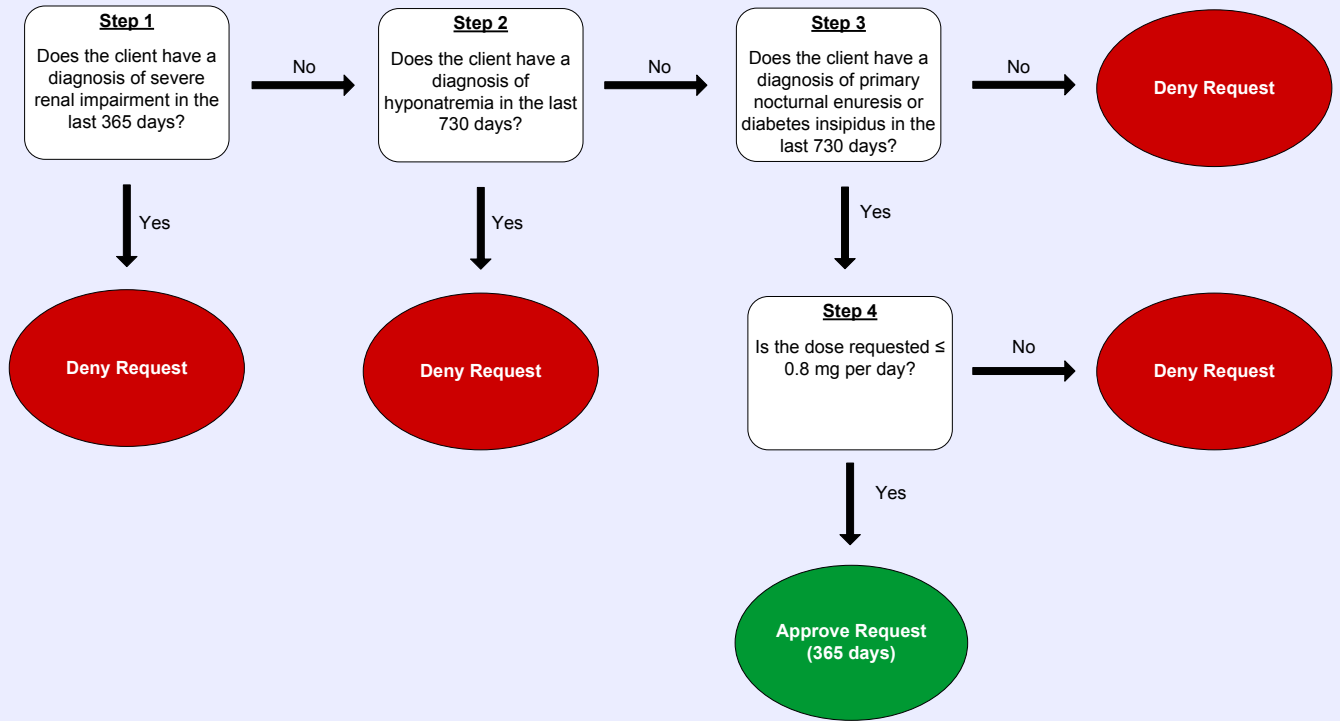 Step 1
Does the client have a
diagnosis of severe
renal impairment in the
last 365 days?
No
Step 2
Does the client have a
diagnosis of
hyponatremia in the last
730 days?
No
Step 3
Does the client have a
diagnosis of primary
nocturnal enuresis or
diabetes insipidus in the
last 730 days?
No
Deny Request
Yes
Yes
Yes
Deny Request
Deny Request
Step 4
Is the dose requested ≤
0.8 mg per day?
No
Deny Request
Yes
Approve Request
(365 days)